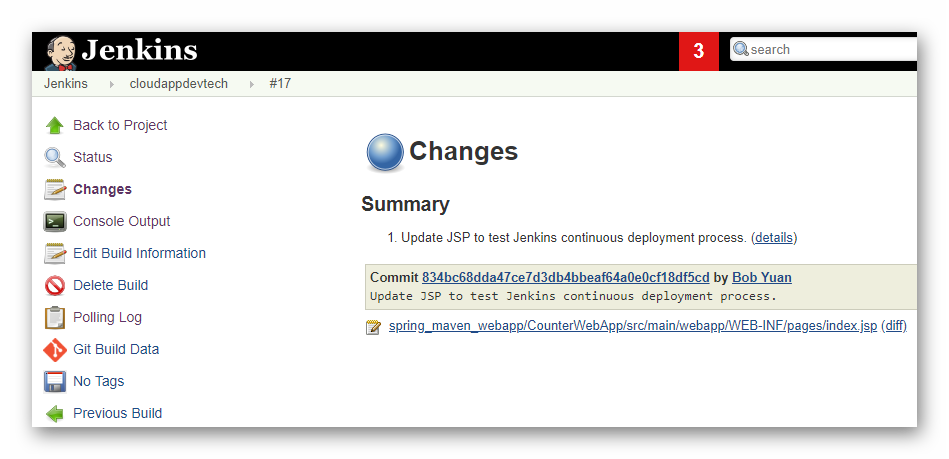 Jenkins
3
search
Jenkins cloudappdevtech #17
Back to Project
Status
Changes
Console Output
Edit Build Information
Delete Build
Polling Log
Git Build Data
No Tags
Previous Build
Changes
Summary
1. Update JSP to test Jenkins continuous deployment process. (details)
Commit 834bc68dda47ce7d3db4bbeaf64a0e0cf18df5cd by Bob Yuan
Update JSP to test Jenkins continuous deployment process.
spring_maven_webapp/CounterWebApp/src/main/webapp/WEB-INF/pages/index.jsp (diff)